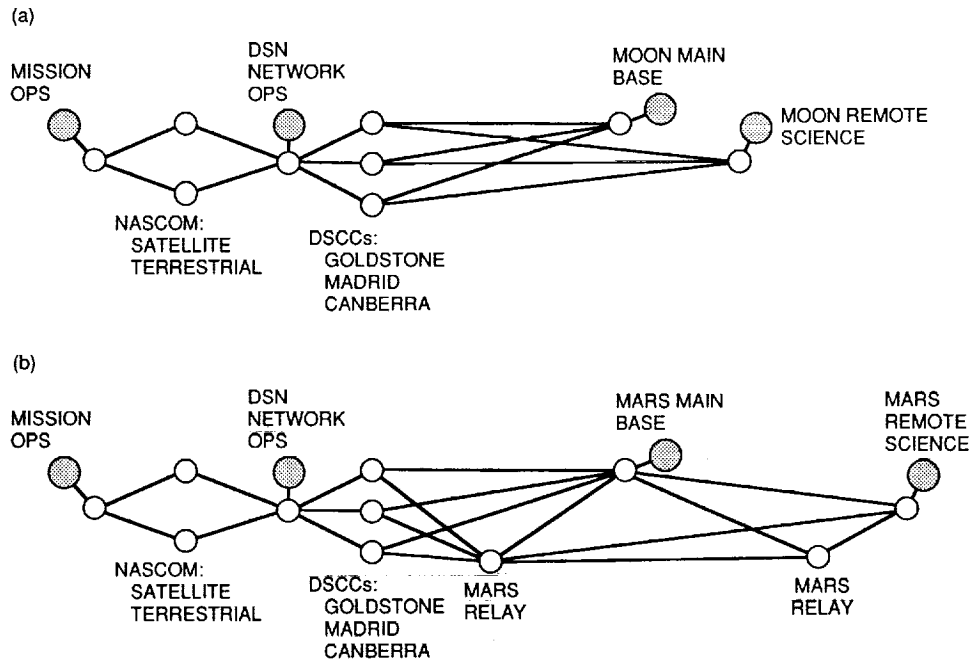 (a)
MISSION
OPS
DSN
NETWORK
OPS
MOON MAIN
BASE
MOON REMOTE
SCIENCE
NASCOM:
SATELLITE
TERRESTRIAL
DSCCs:
GOLDSTONE
MADRID
CANBERRA
(b)
MISSION
OPS
DSN
NETWORK
OPS
MARS MAIN
BASE
MARS
REMOTE
SCIENCE
NASCOM:
SATELLITE
TERRESTRIAL
DSCCs:
GOLDSTONE
MADRID
CANBERRA
MARS
RELAY
MARS
RELAY